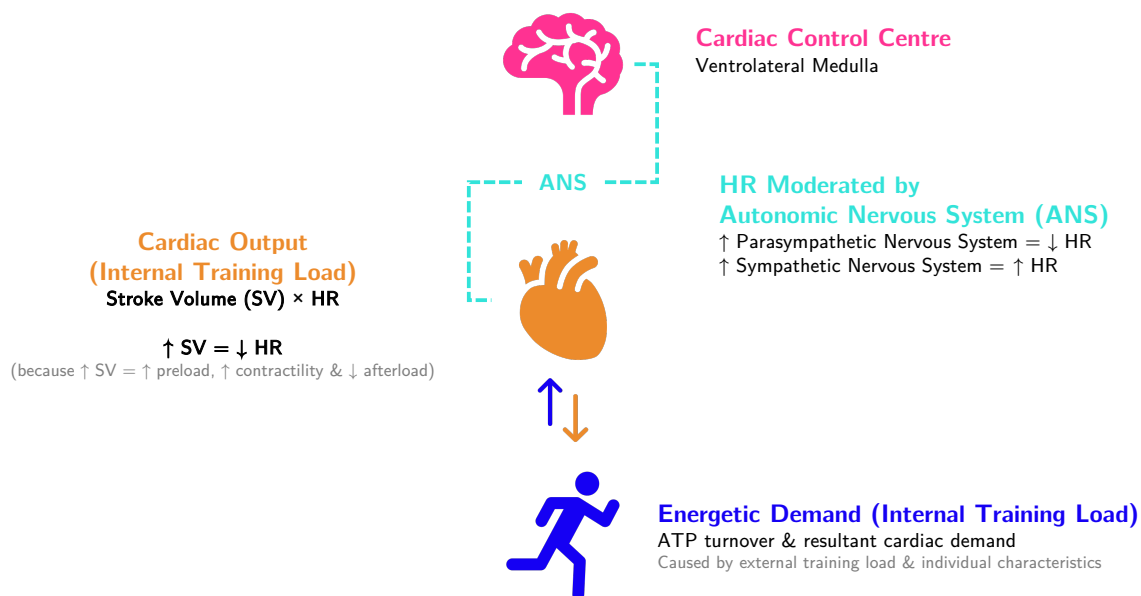 Cardiac Control Centre
Ventrolateral Medulla
ANS
HR Moderated by
Autonomic Nervous System (ANS)
↑ Parasympathetic Nervous System = ↓ HR
↑ Sympathetic Nervous System = ↑ HR
Cardiac Output
(Internal Training Load)
Stroke Volume (SV) × HR
↑ SV = ↓ HR
(because ↑ SV = ↑ preload, ↑ contractility & ↓ afterload)
Energetic Demand (Internal Training Load)
ATP turnover & resultant cardiac demand
Caused by external training load & individual characteristics